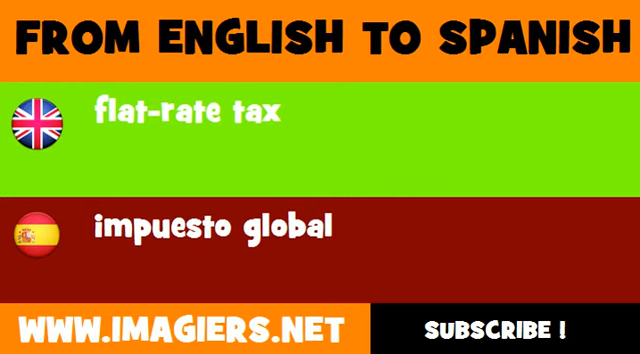 FROM ENGLISH TO SPANISH
flat-rate tax
impuesto global
WWW.IMAGIERS.NET
SUBSCRIBE !